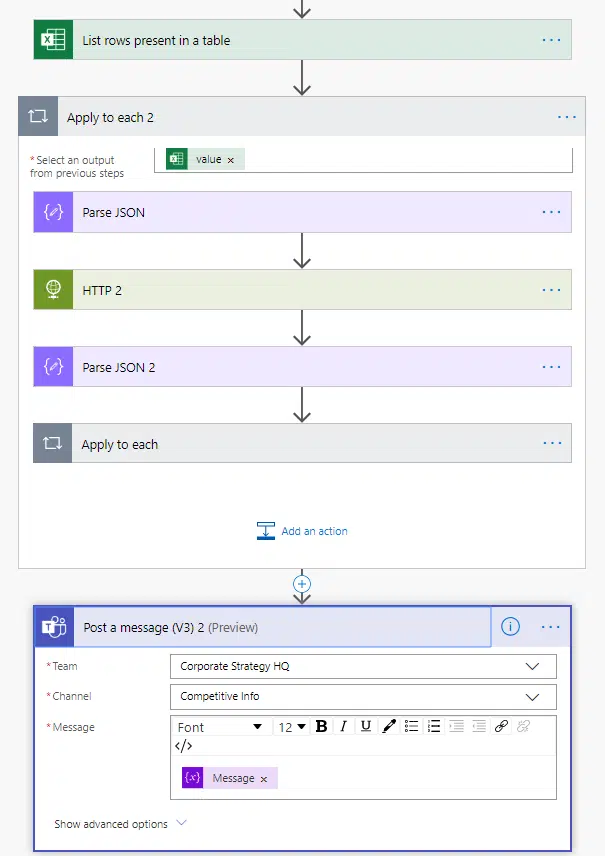 List rows present in a table
Apply to each 2
*Select an output
from previous steps
value ×
Parse JSON
HTTP 2
Parse JSON 2
Apply to each
Add an action
Post a message (V3) 2 (Preview)
*Team
Corporate Strategy HQ
*Channel
Competitive Info
*Message
Font 12 B I U
</>
{x} Message ×
Show advanced options